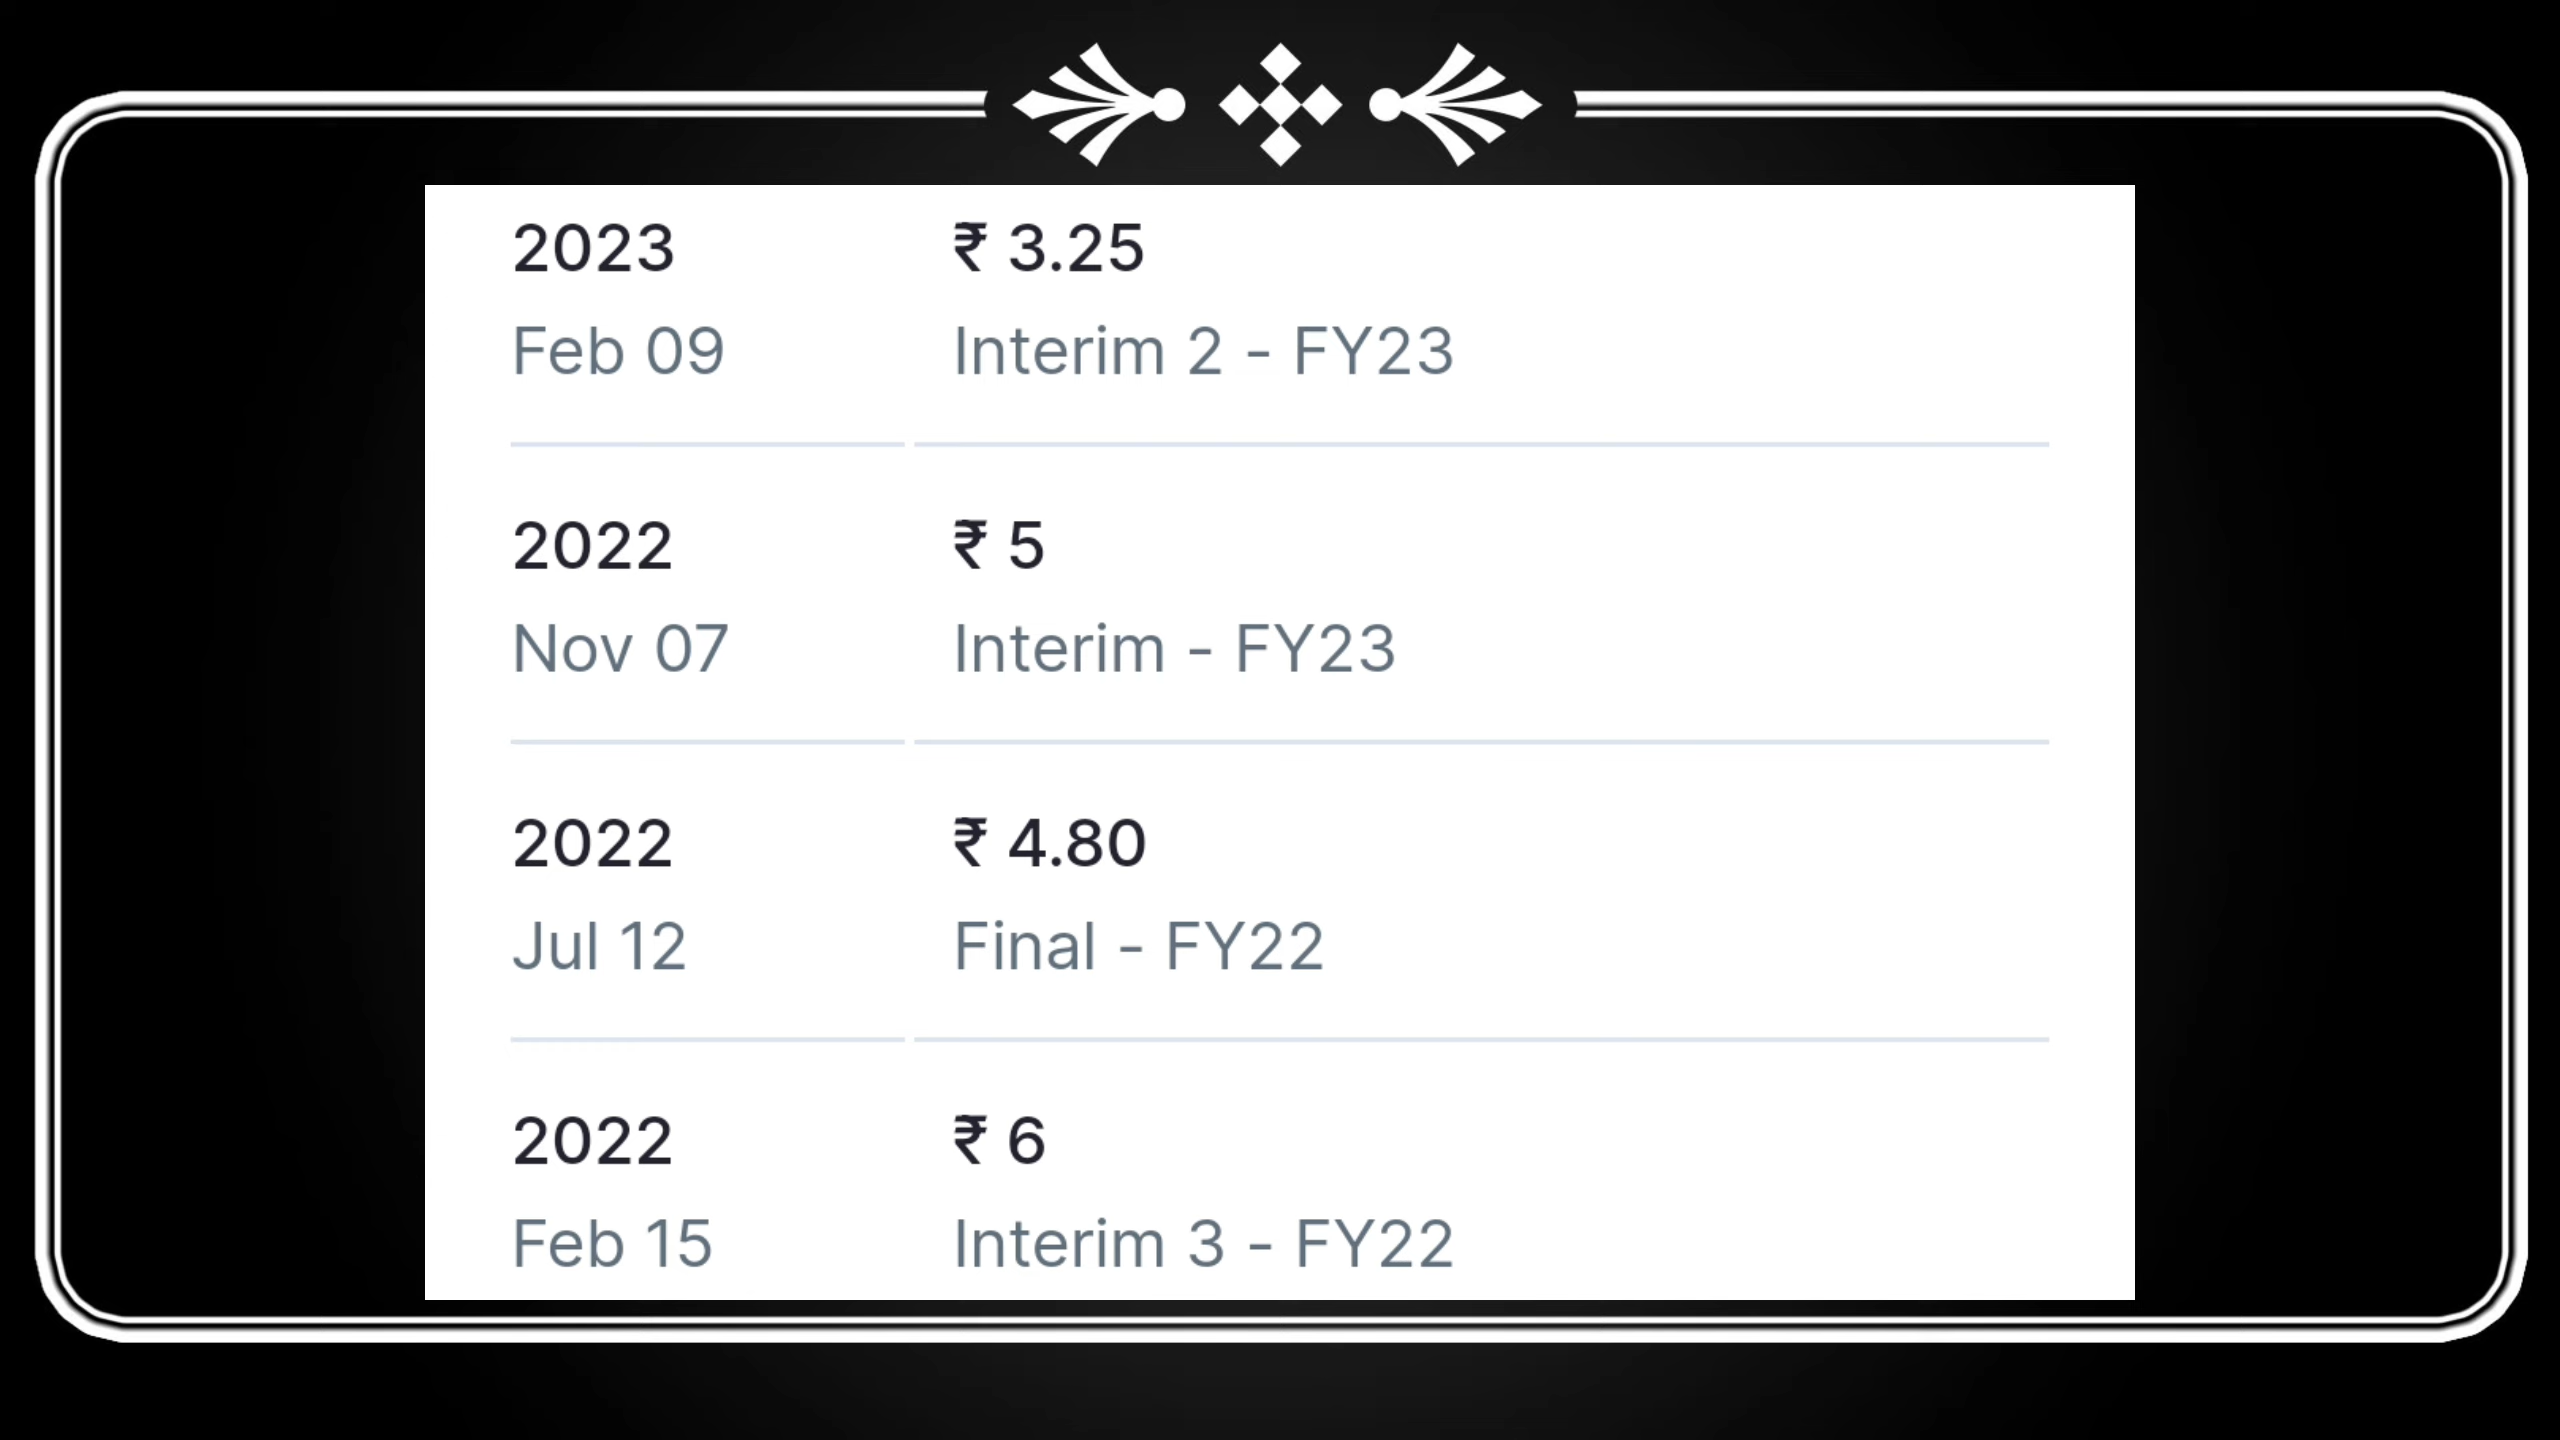 2023 ₹ 3.25
Feb 09 Interim 2 - FY23
2022 ₹ 5
Nov 07 Interim - FY23
2022 ₹ 4.80
Jul 12 Final - FY22
2022 ₹ 6
Feb 15 Interim 3 - FY22